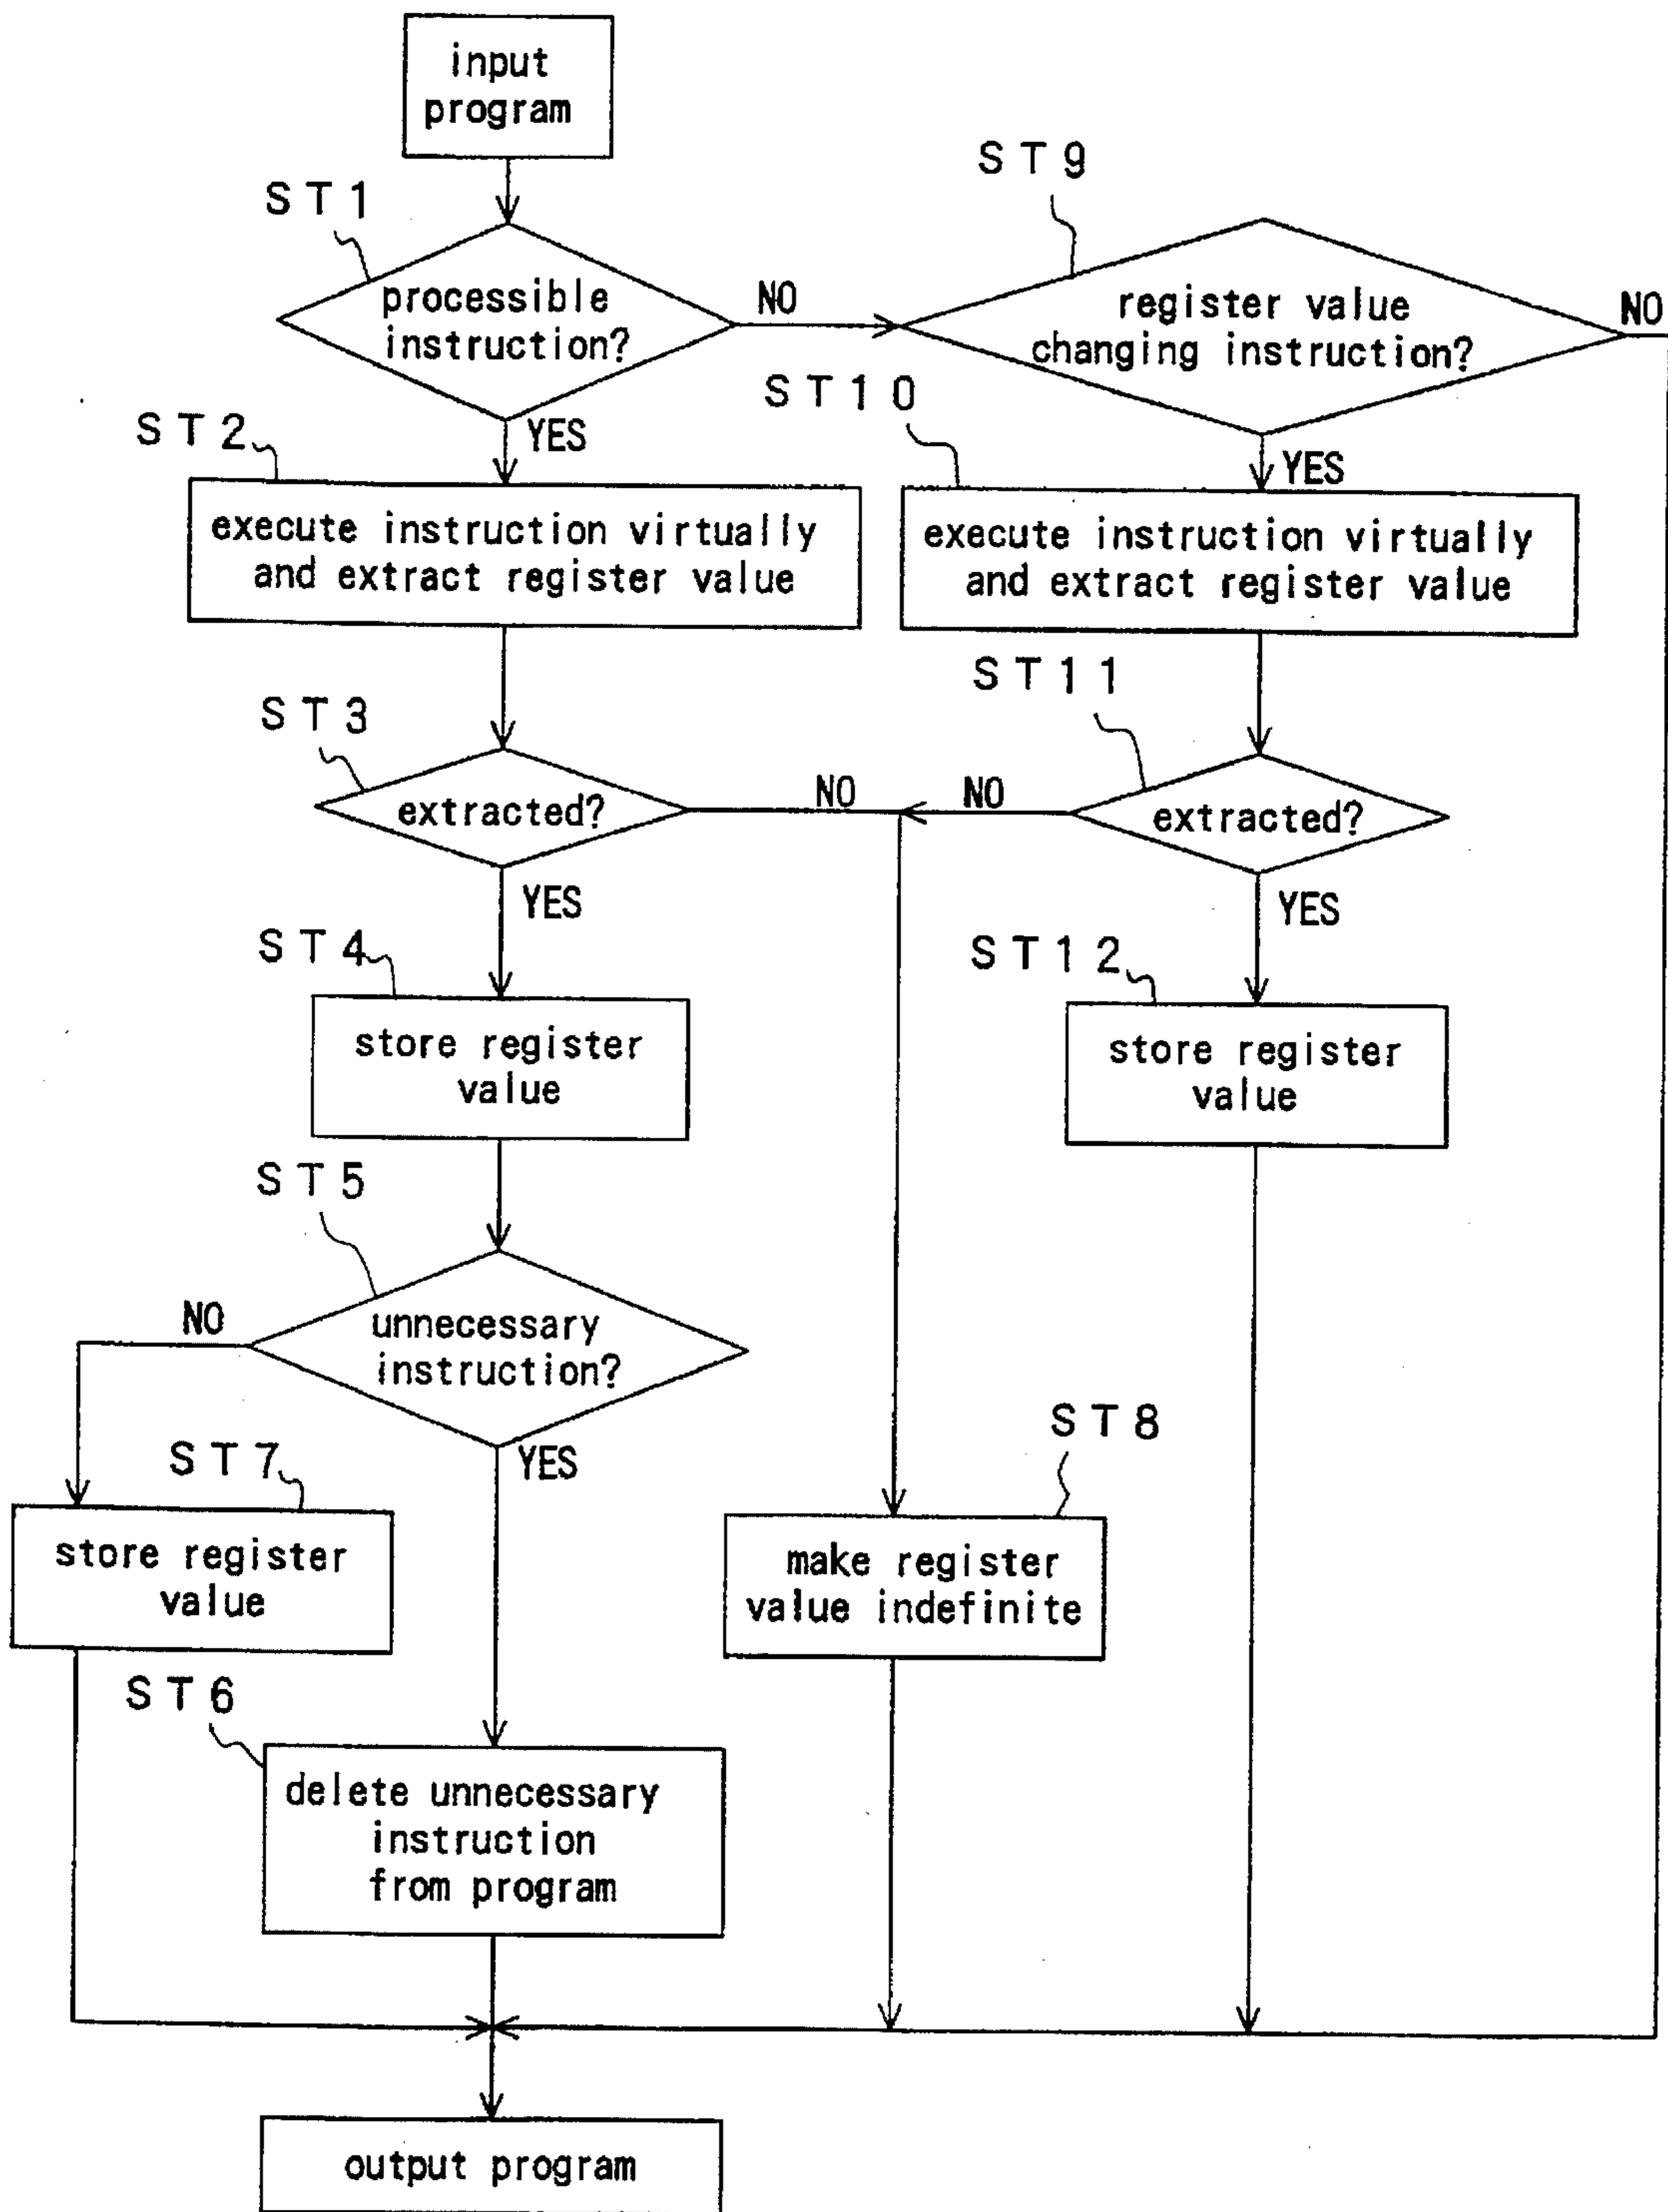 input
program
ST1
ST9
processible
instruction?
NO
register value
changing instruction?
NO
ST2
YES
ST10
YES
execute instruction virtually
and extract register value
execute instruction virtually
and extract register value
ST3
ST11
extracted?
NO
NO
extracted?
YES
YES
ST4
ST12
store register
value
store register
value
ST5
NO
unnecessary
instruction?
ST7
YES
ST8
store register
value
make register
value indefinite
ST6
delete unnecessary
instruction
from program
output program